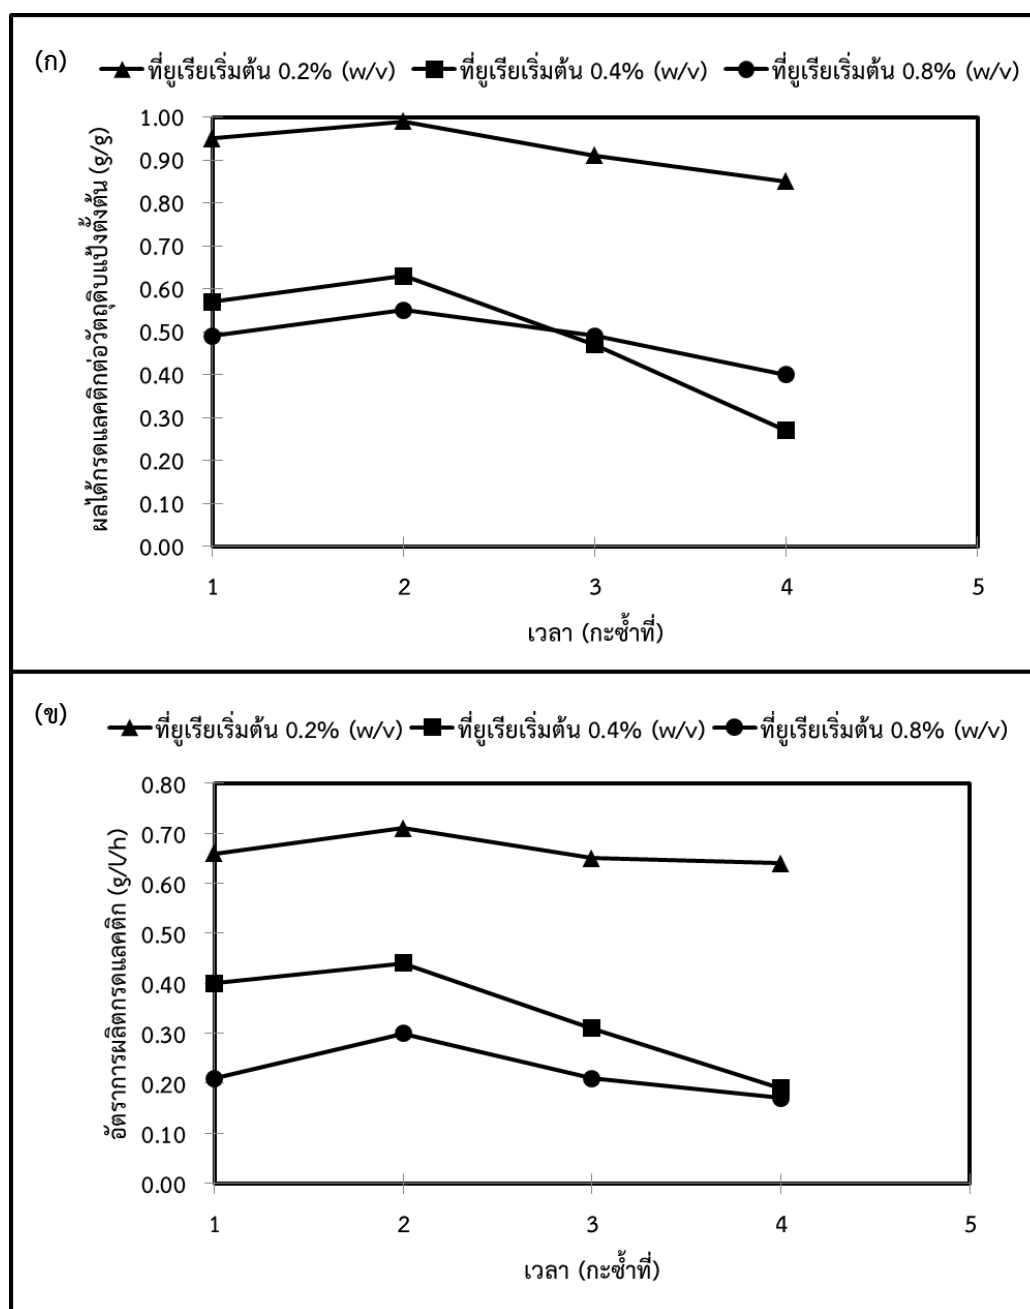 (ก)
ที่ยูเรียเริ่มต้น 0.2% (w/v) ที่ยูเรียเริ่มต้น 0.4% (w/v) ที่ยูเรียเริ่มต้น 0.8% (w/v)
ผลได้กรดแลคติกต่อวัตถุดิบแป้งตั้งต้น (g/g)
1.00
0.90
0.80
0.70
0.60
0.50
0.40
0.30
0.20
0.10
0.00
1 2 3 4 5
เวลา (กะซ้ำที่)
(ข)
ที่ยูเรียเริ่มต้น 0.2% (w/v) ที่ยูเรียเริ่มต้น 0.4% (w/v) ที่ยูเรียเริ่มต้น 0.8% (w/v)
อัตราการผลิตกรดแลคติก (g/l/h)
0.80
0.70
0.60
0.50
0.40
0.30
0.20
0.10
0.00
1 2 3 4 5
เวลา (กะซ้ำที่)